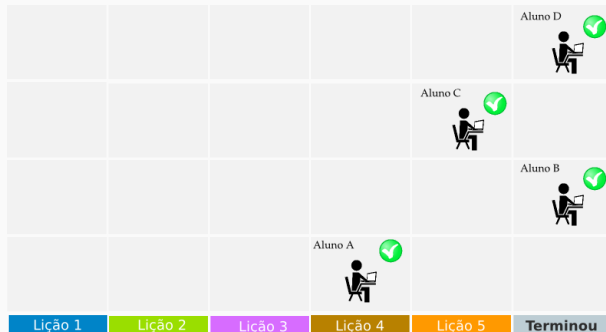 Aluno D
Aluno C
Aluno B
Aluno A
Lição 1
Lição 2
Lição 3
Lição 4
Lição 5
Terminou